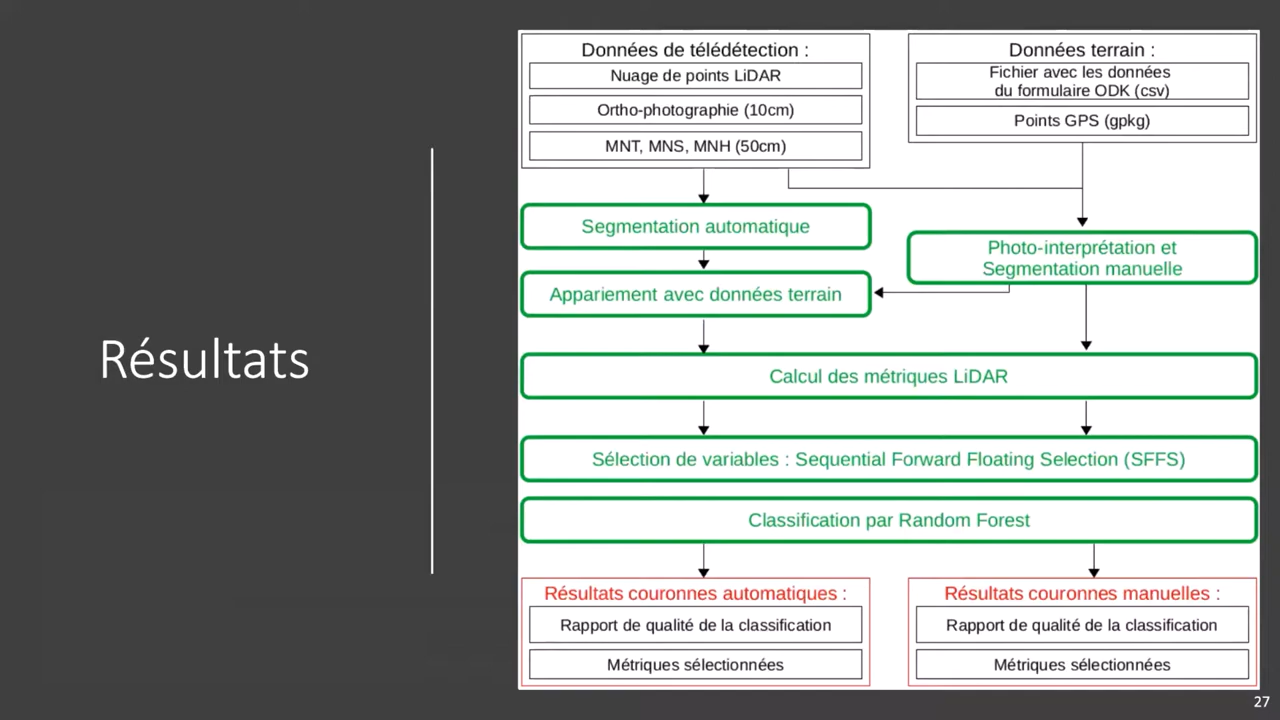 Résultats
Données de télédétection :
Nuage de points LiDAR
Ortho-photographie (10cm)
MNT, MNS, MNH (50cm)
Données terrain :
Fichier avec les données
du formulaire ODK (csv)
Points GPS (gpkg)
Segmentation automatique
Photo-interprétation et
Segmentation manuelle
Appariement avec données terrain
Calcul des métriques LiDAR
Sélection de variables : Sequential Forward Floating Selection (SFFS)
Classification par Random Forest
Résultats couronnes automatiques :
Rapport de qualité de la classification
Métriques sélectionnées
Résultats couronnes manuelles :
Rapport de qualité de la classification
Métriques sélectionnées
27